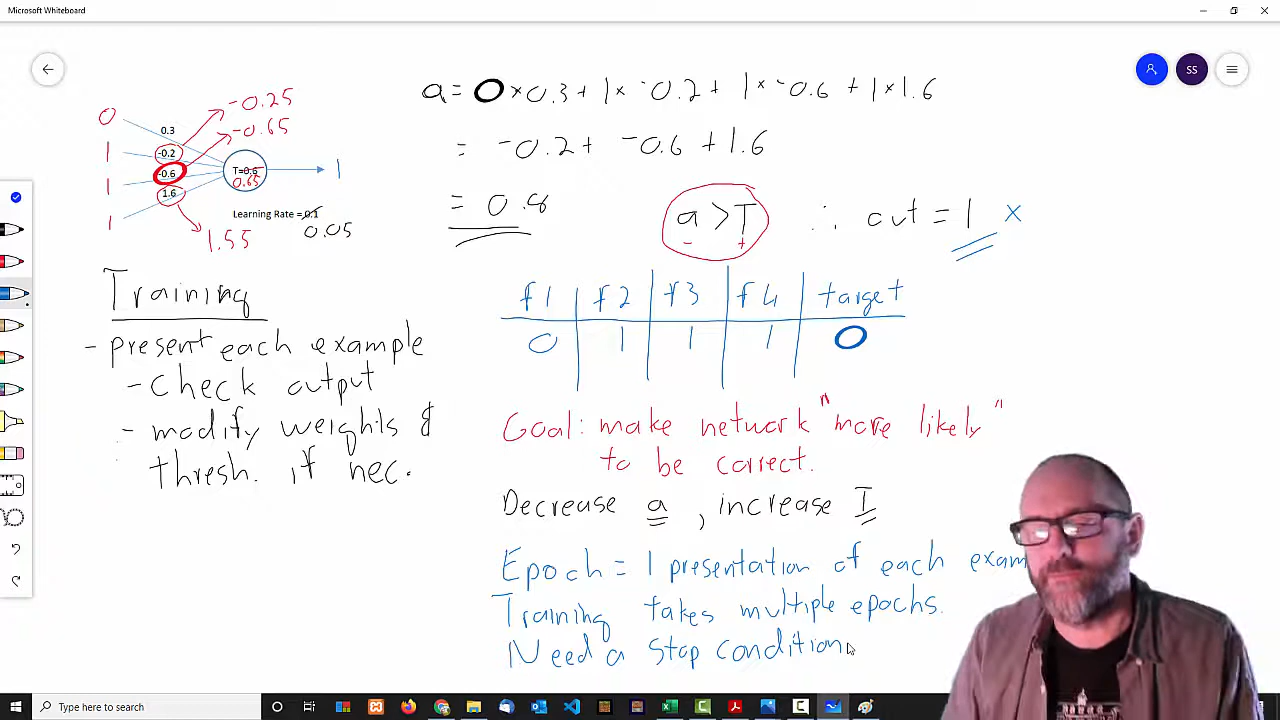 Microsoft Whiteboard
SS
0
1
1
1
0.3
-0.2
-0.6
1.6
-0.25
-0.65
1.55
T=0.6
0.65
1
Learning Rate = 0.1
0.05
a = 0 × 0.3 + 1 × -0.2 + 1 × -0.6 + 1 × 1.6
= -0.2 + -0.6 + 1.6
= 0.8
a > T ∴ out = 1 ×
- +
Training
- present each example
- check output
- modify weights &
thresh. if nec.
f1 f2 f3 f4 target
0 1 1 1 0
Goal: make network "more likely"
to be correct.
Decrease a, increase T
Epoch = 1 presentation of each exam
Training takes multiple epochs.
Need a stop condition
Type here to search